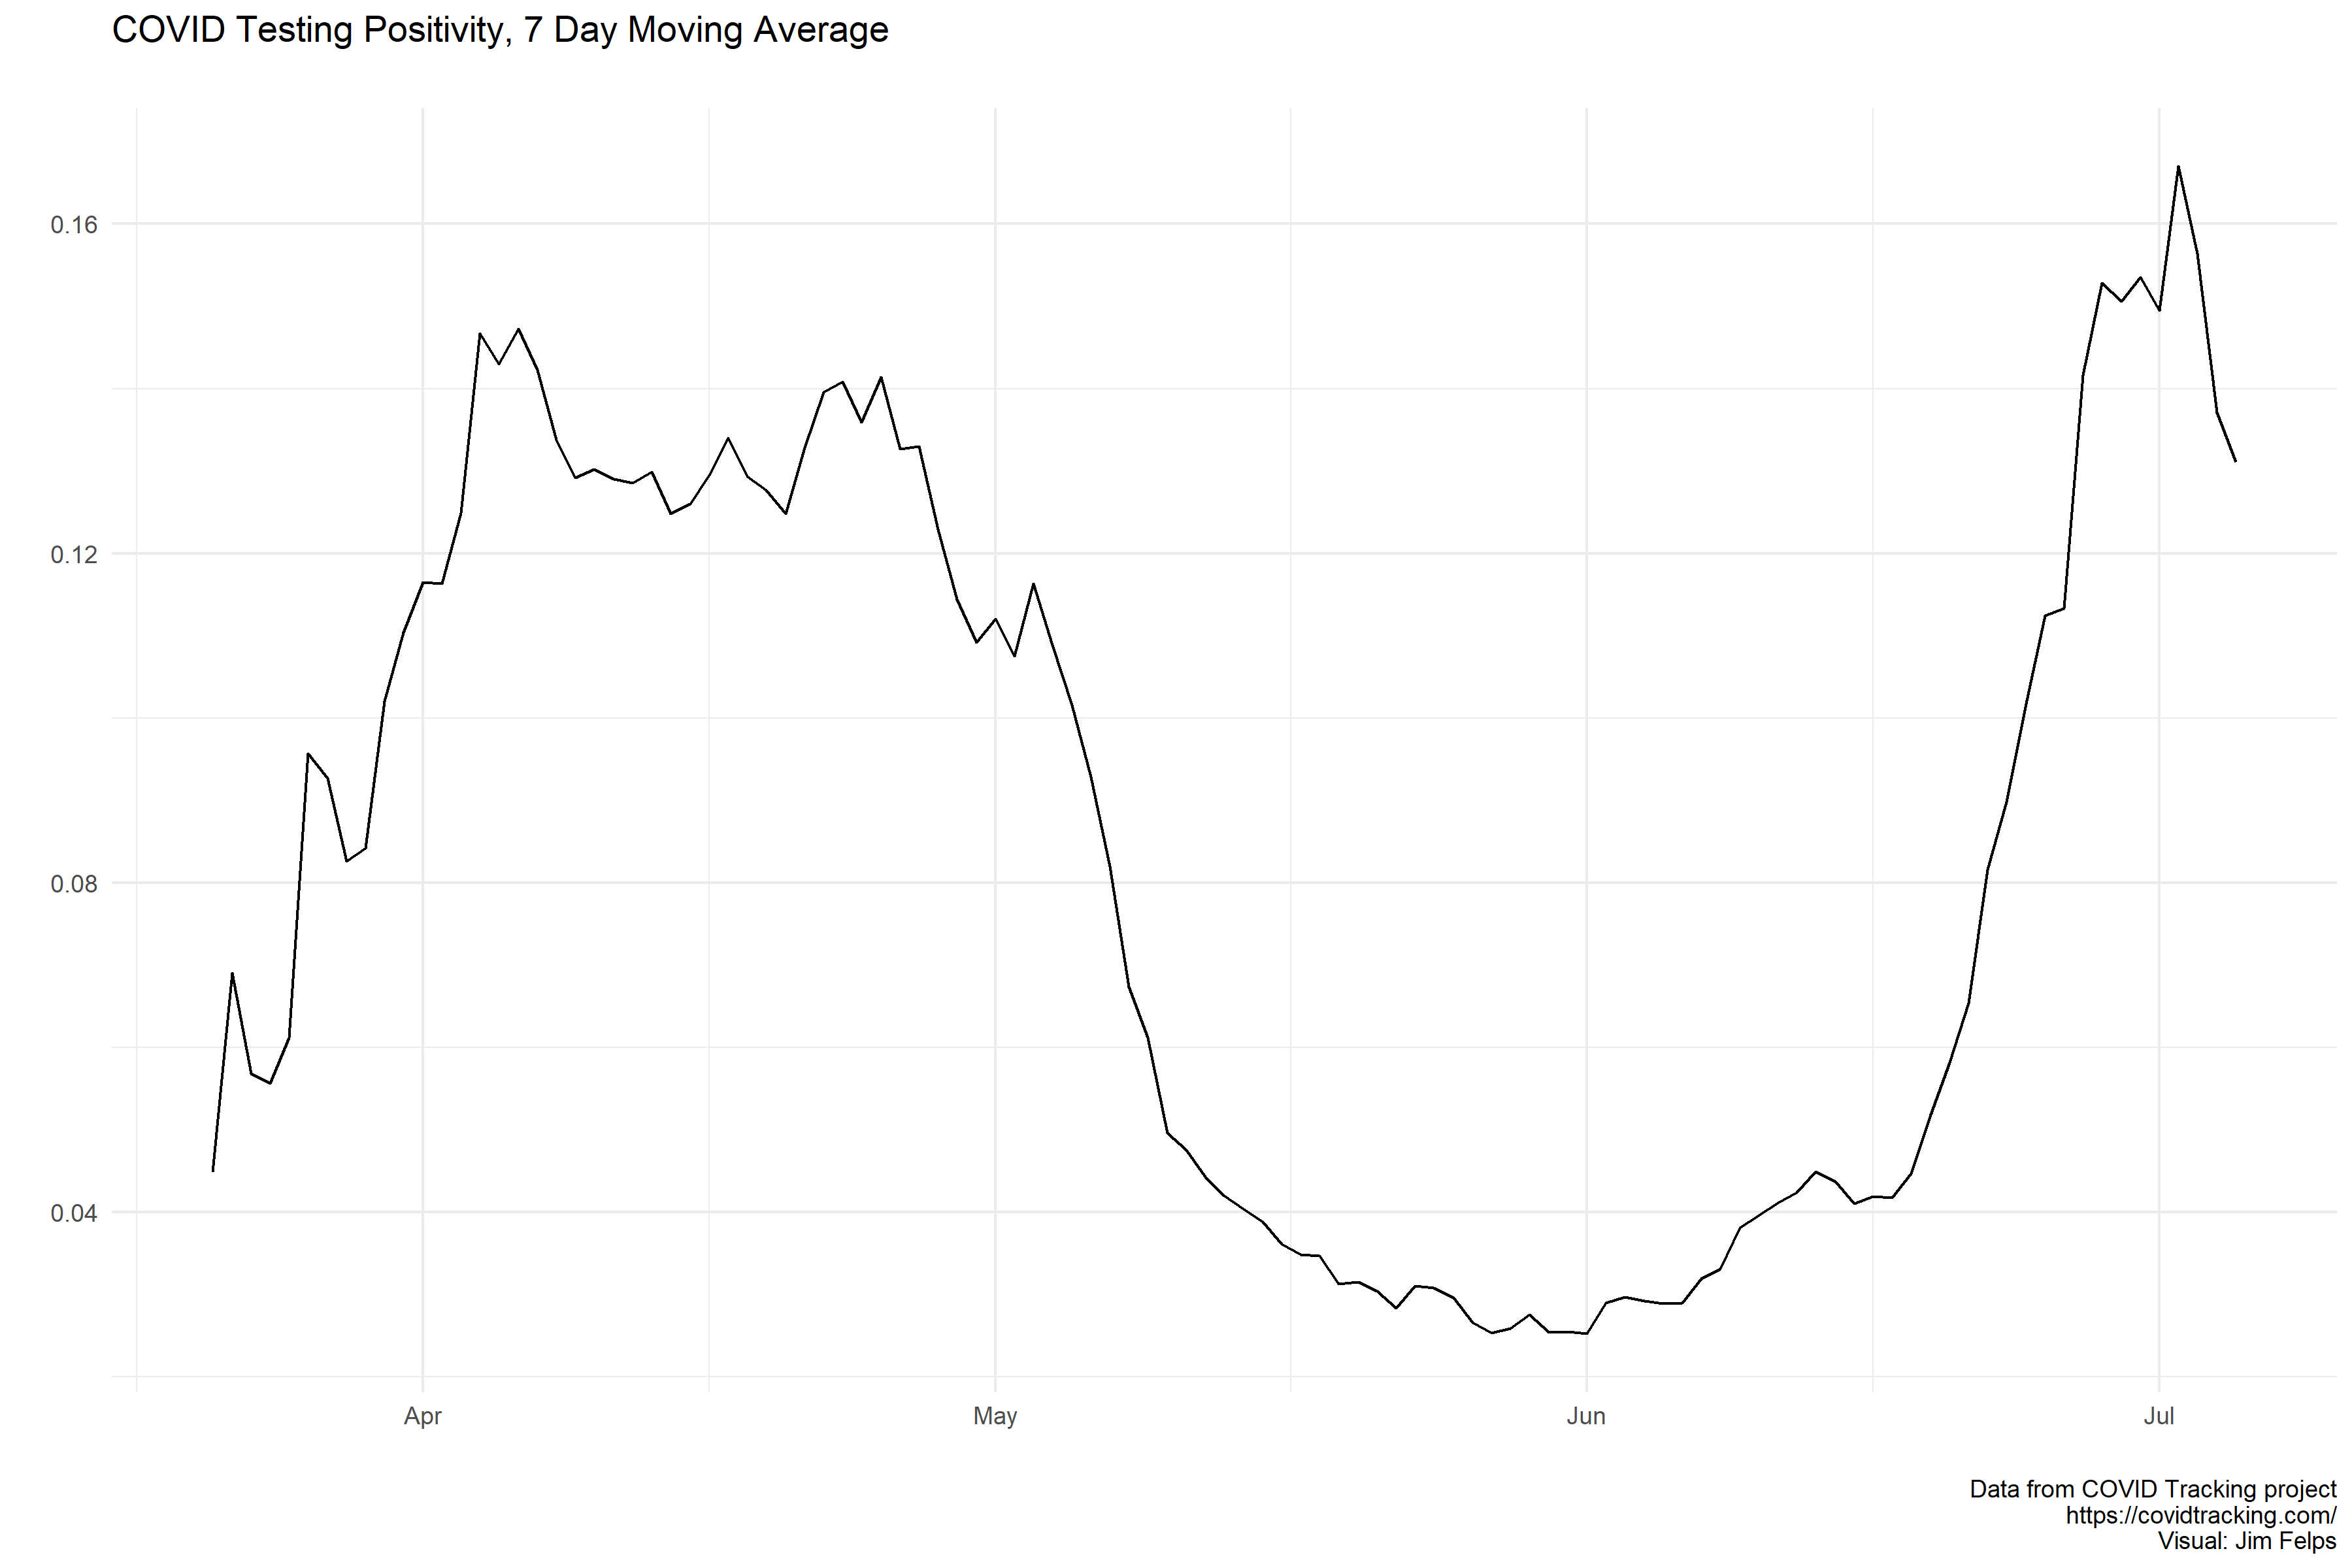 COVID Testing Positivity, 7 Day Moving Average
0.16
0.12
0.08
0.04
Apr May Jun Jul
Data from COVID Tracking project
https://covidtracking.com/
Visual: Jim Felps